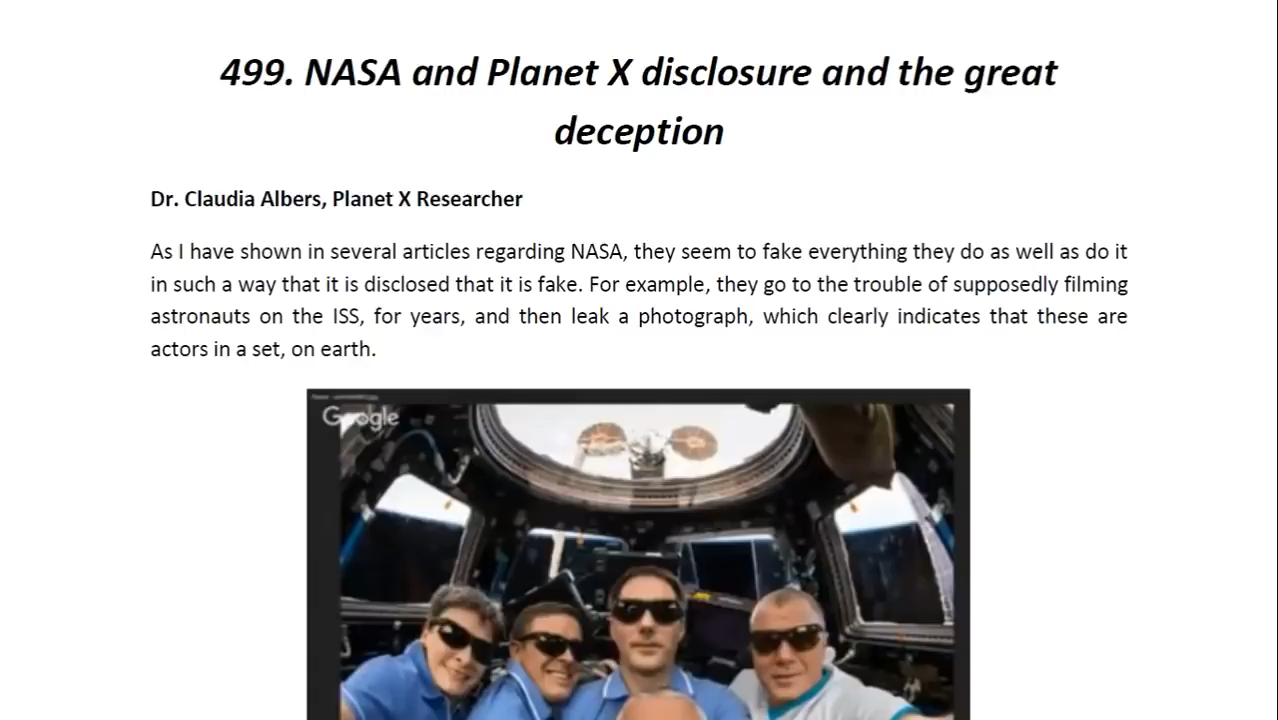 499. NASA and Planet X disclosure and the great
deception
Dr. Claudia Albers, Planet X Researcher
As I have shown in several articles regarding NASA, they seem to fake everything they do as well as do it
in such a way that it is disclosed that it is fake. For example, they go to the trouble of supposedly filming
astronauts on the ISS, for years, and then leak a photograph, which clearly indicates that these are
actors in a set, on earth.
Google